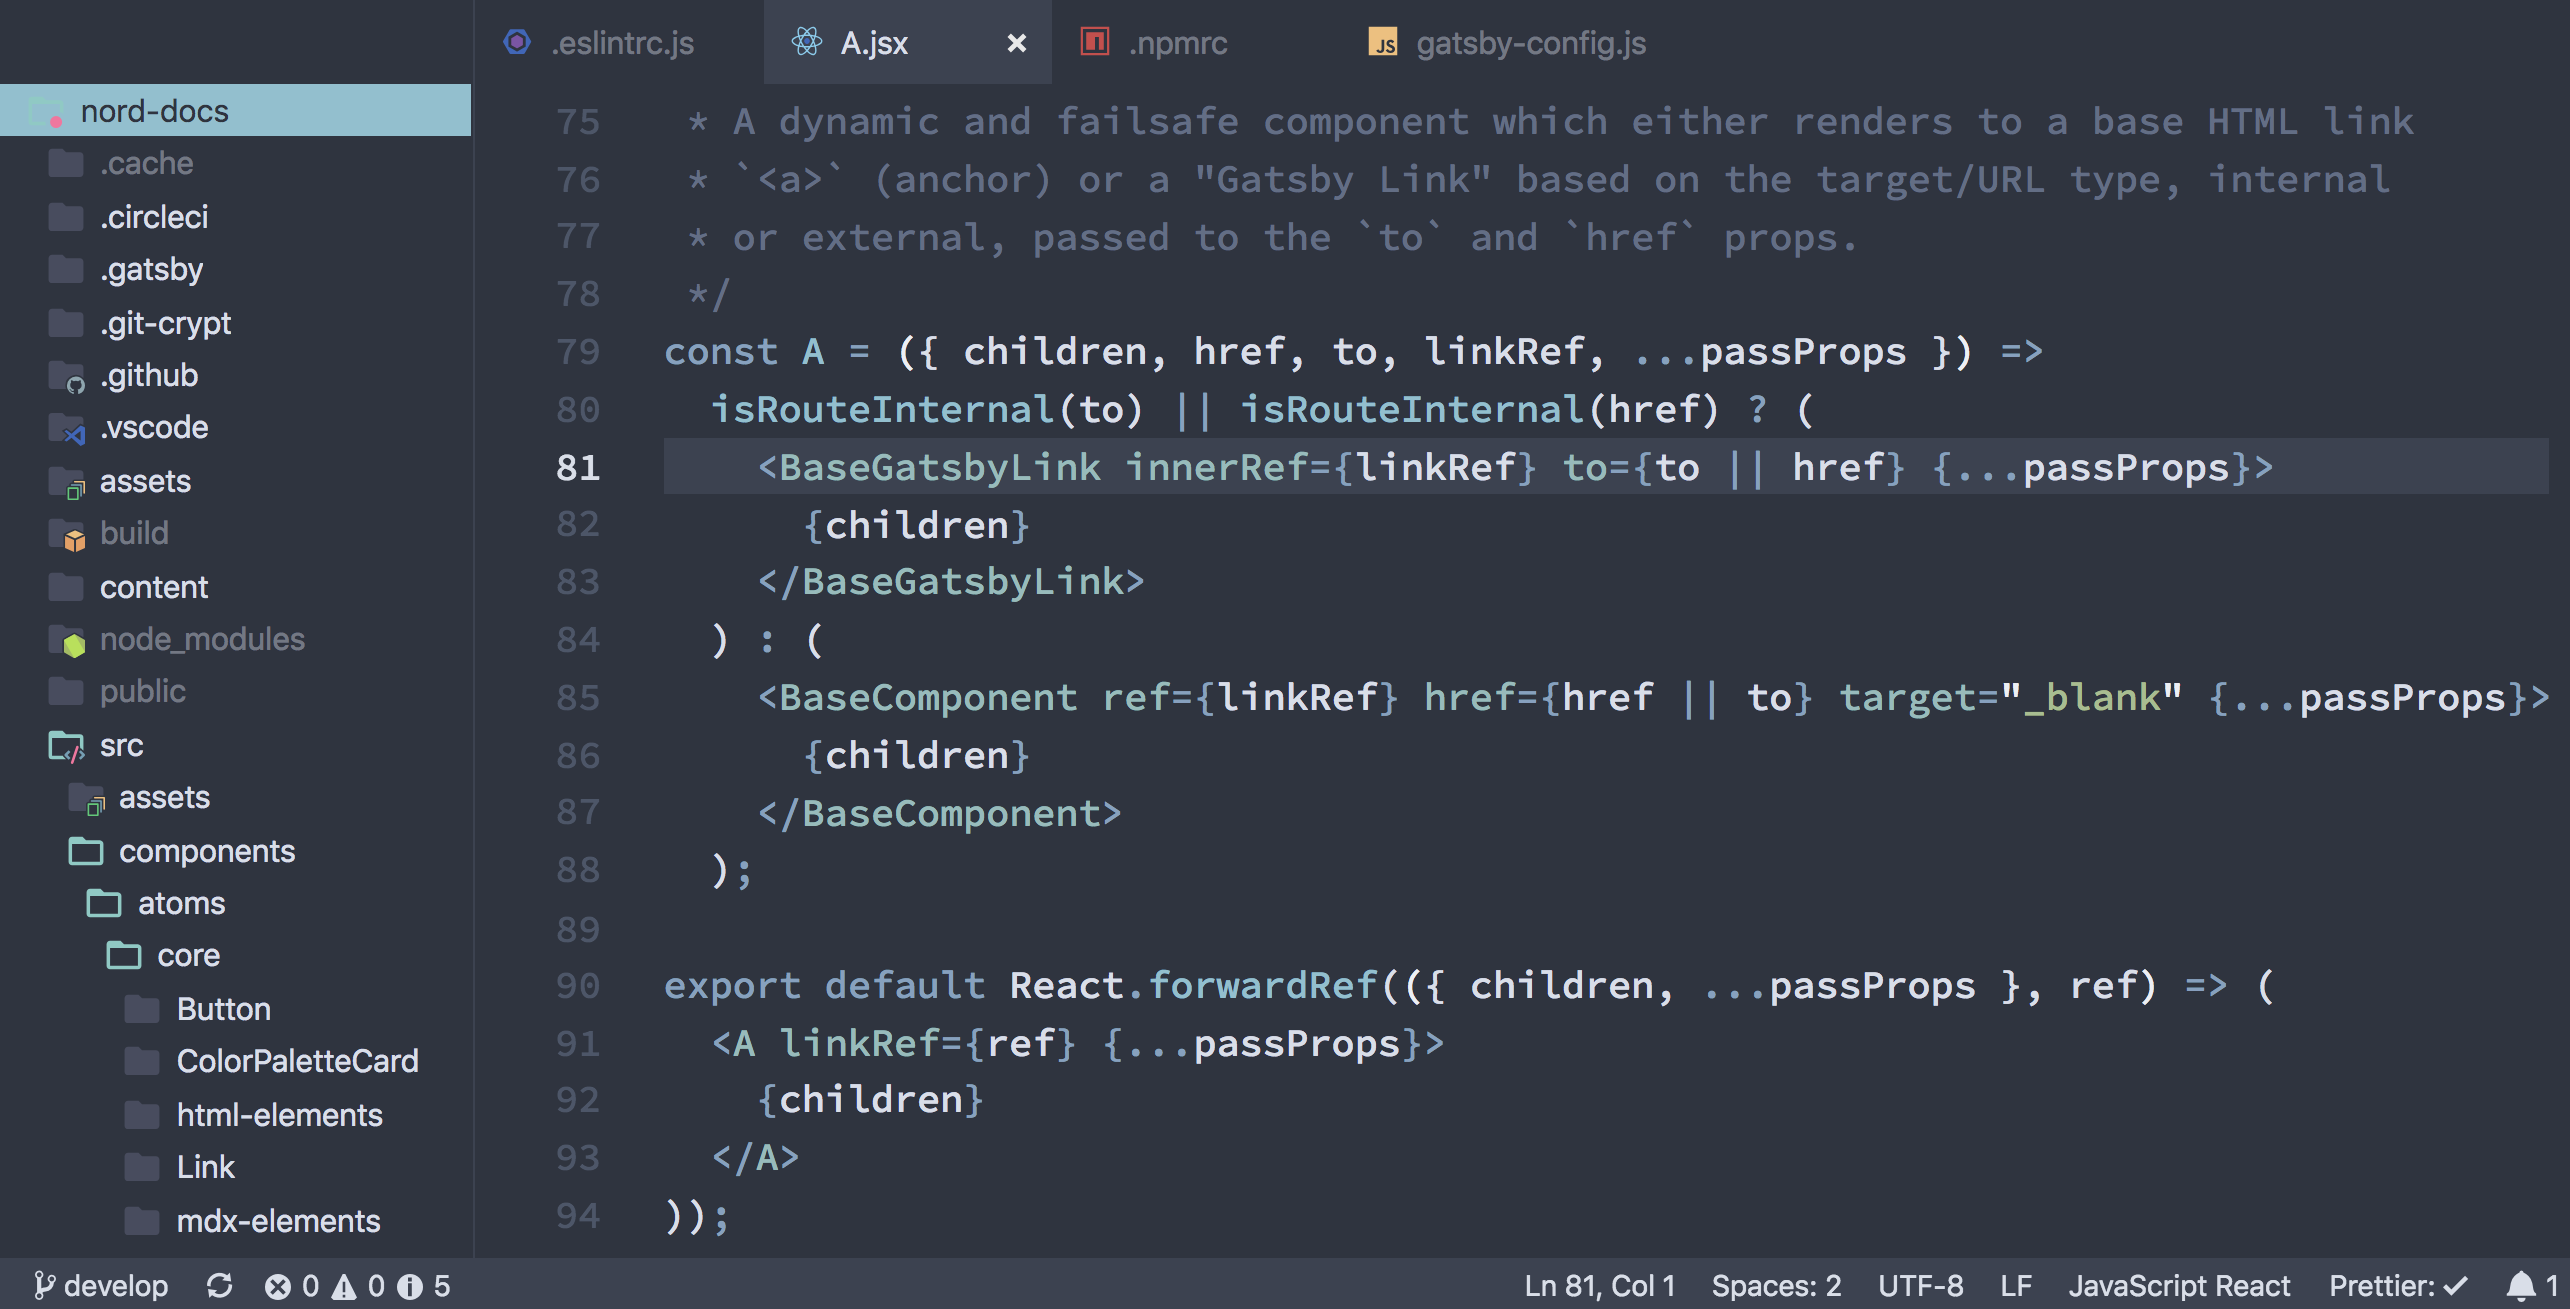 .eslintrc.js
A.jsx ×
.npmrc
JS gatsby-config.js
nord-docs
.cache
.circleci
.gatsby
.git-crypt
.github
.vscode
assets
build
content
node_modules
public
src
assets
components
atoms
core
Button
ColorPaletteCard
html-elements
Link
mdx-elements
75 * A dynamic and failsafe component which either renders to a base HTML link
76 * `<a>` (anchor) or a "Gatsby Link" based on the target/URL type, internal
77 * or external, passed to the `to` and `href` props.
78 */
79 const A = ({ children, href, to, linkRef, ...passProps }) =>
80   isRouteInternal(to) || isRouteInternal(href) ? (
81     <BaseGatsbyLink innerRef={linkRef} to={to || href} {...passProps}>
82       {children}
83     </BaseGatsbyLink>
84   ) : (
85     <BaseComponent ref={linkRef} href={href || to} target="_blank" {...passProps}>
86       {children}
87     </BaseComponent>
88   );
89
90 export default React.forwardRef(({ children, ...passProps }, ref) => (
91   <A linkRef={ref} {...passProps}>
92     {children}
93   </A>
94 ));
develop 0 0 5
Ln 81, Col 1 Spaces: 2 UTF-8 LF JavaScript React Prettier: ✓ 1